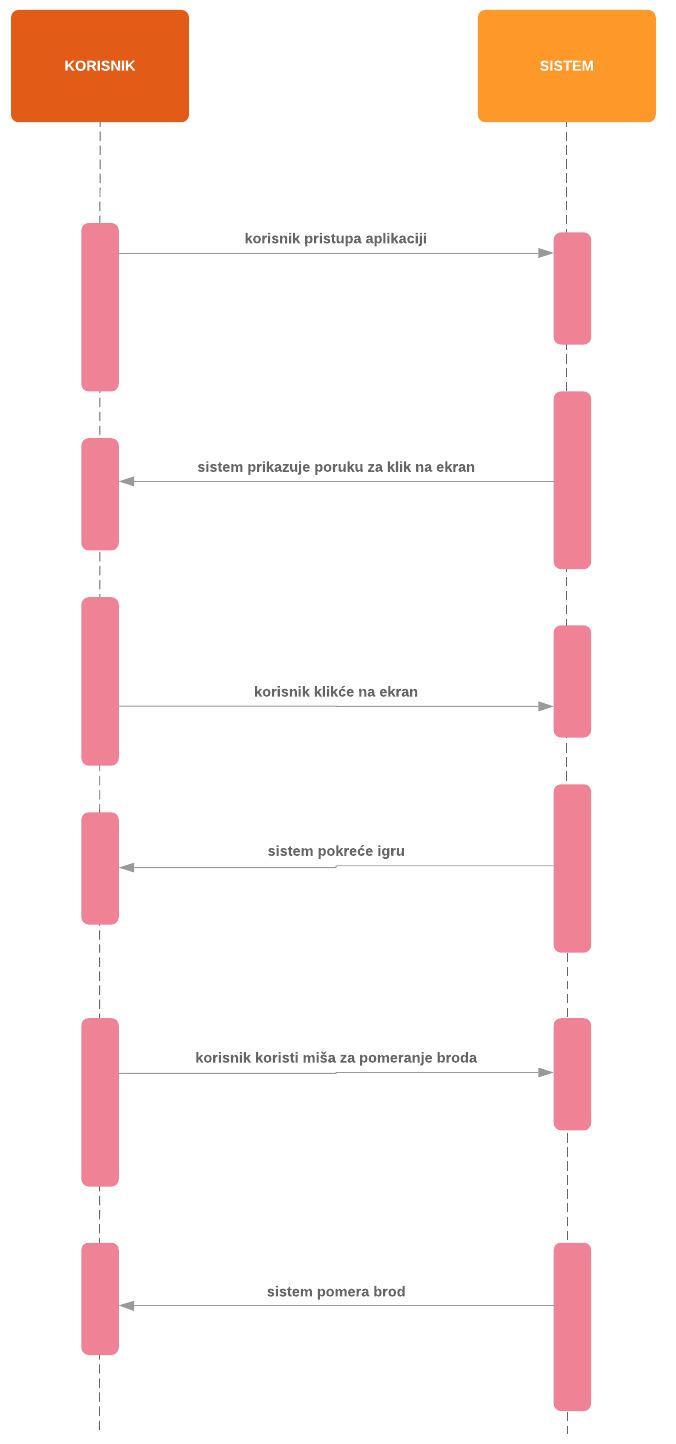 KORISNIK
SISTEM
korisnik pristupa aplikaciji
sistem prikazuje poruku za klik na ekran
korisnik klikće na ekran
sistem pokreće igru
korisnik koristi miša za pomeranje broda
sistem pomera brod